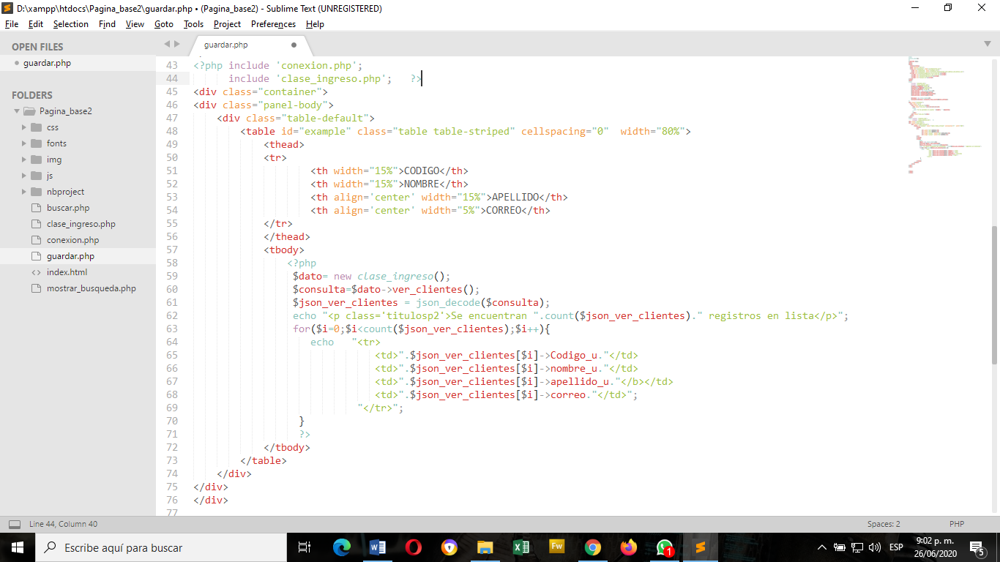 D:\xampp\htdocs\Pagina_base2\guardar.php • (Pagina_base2) - Sublime Text (UNREGISTERED)
File Edit Selection Find View Goto Tools Project Preferences Help
OPEN FILES
guardar.php
FOLDERS
Pagina_base2
css
fonts
img
js
nbproject
buscar.php
clase_ingreso.php
conexion.php
guardar.php
index.html
mostrar_busqueda.php
guardar.php
43 <?php include 'conexion.php';
44 include 'clase_ingreso.php'; ?>
45 <div class="container">
46 <div class="panel-body">
47 <div class="table-default">
48 <table id="example" class="table table-striped" cellspacing="0" width="80%">
49 <thead>
50 <tr>
51 <th width="15%">CODIGO</th>
52 <th width="15%">NOMBRE</th>
53 <th align='center' width="15%">APELLIDO</th>
54 <th align='center' width="5%">CORREO</th>
55 </tr>
56 </thead>
57 <tbody>
58 <?php
59 $dato= new clase_ingreso();
60 $consulta=$dato->ver_clientes();
61 $json_ver_clientes = json_decode($consulta);
62 echo "<p class='titulosp2'>Se encuentran ".count($json_ver_clientes)." registros en lista</p>";
63 for($i=0;$i<count($json_ver_clientes);$i++){
64 echo "<tr>
65 <td>".$json_ver_clientes[$i]->Codigo_u."</td>
66 <td>".$json_ver_clientes[$i]->nombre_u."</td>
67 <td>".$json_ver_clientes[$i]->apellido_u."</b></td>
68 <td>".$json_ver_clientes[$i]->correo."</td>";
69 "</tr>";
70 }
71 ?>
72 </tbody>
73 </table>
74 </div>
75 </div>
76 </div>
77
Line 44, Column 40
Spaces: 2
PHP
Escribe aquí para buscar
Fw
1
ESP
9:02 p. m.
26/06/2020
5